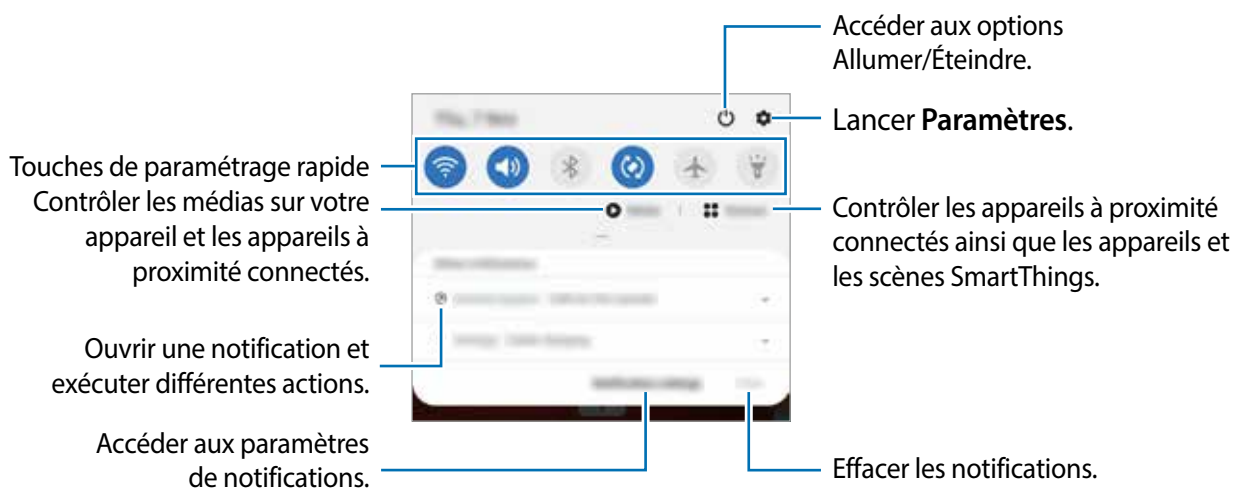 Accéder aux options
Allumer/Éteindre.
Lancer Paramètres.
Touches de paramétrage rapide
Contrôler les médias sur votre
appareil et les appareils à
proximité connectés.
Contrôler les appareils à proximité
connectés ainsi que les appareils et
les scènes SmartThings.
Ouvrir une notification et
exécuter différentes actions.
Accéder aux paramètres
de notifications.
Effacer les notifications.